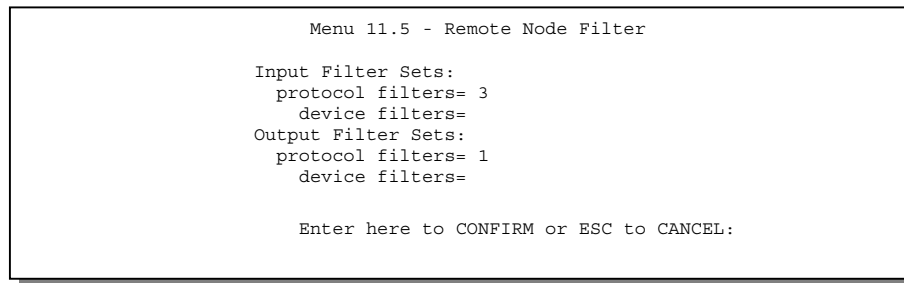 Menu 11.5 - Remote Node Filter
Input Filter Sets:
protocol filters= 3
device filters=
Output Filter Sets:
protocol filters= 1
device filters=
Enter here to CONFIRM or ESC to CANCEL: